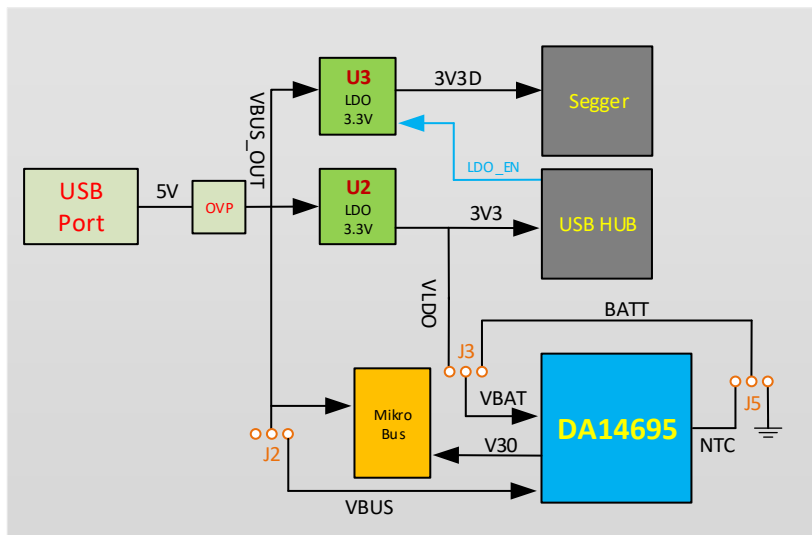 U3
LDO
3.3V
3V3D
Segger
VBUS_OUT
LDO_EN
USB
Port
5V
OVP
U2
LDO
3.3V
3V3
USB HUB
VLDO
BATT
J3
VBAT
Mikro
Bus
DA14695
J5
NTC
V30
J2
VBUS